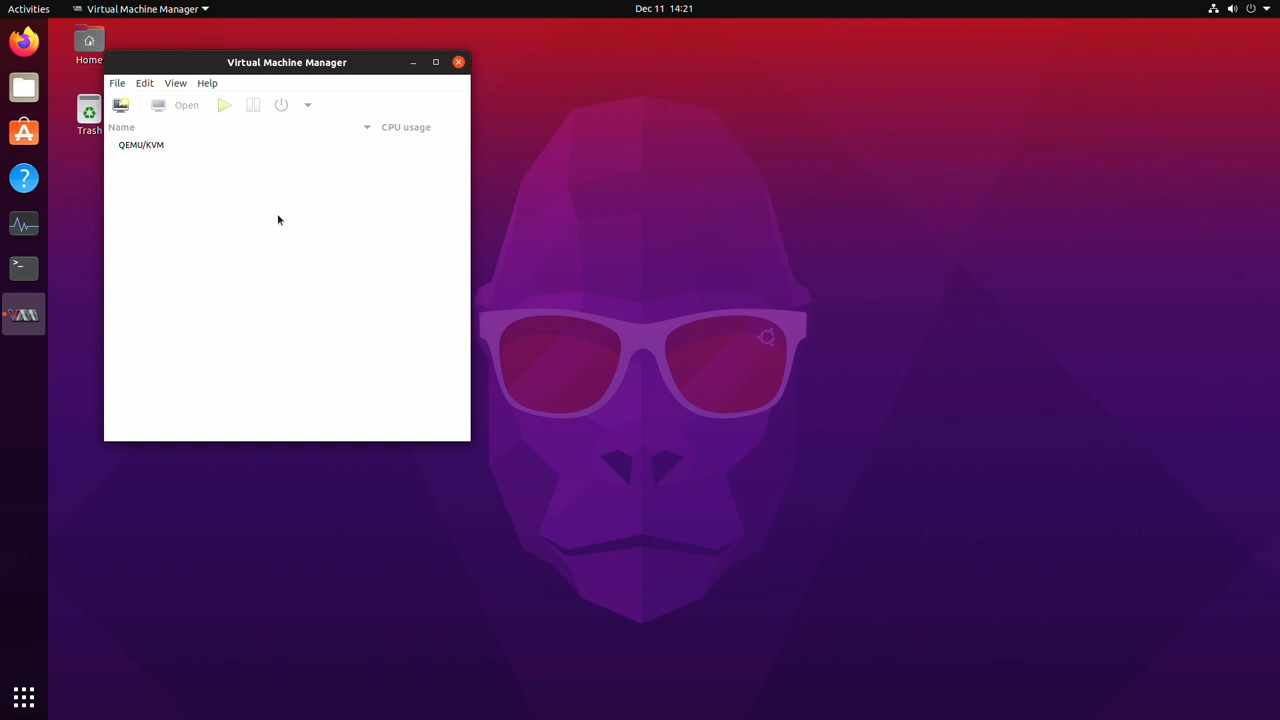 Activities
Virtual Machine Manager
Dec 11 14:21
Home
Trash
Virtual Machine Manager
File Edit View Help
Open
Name
CPU usage
QEMU/KVM